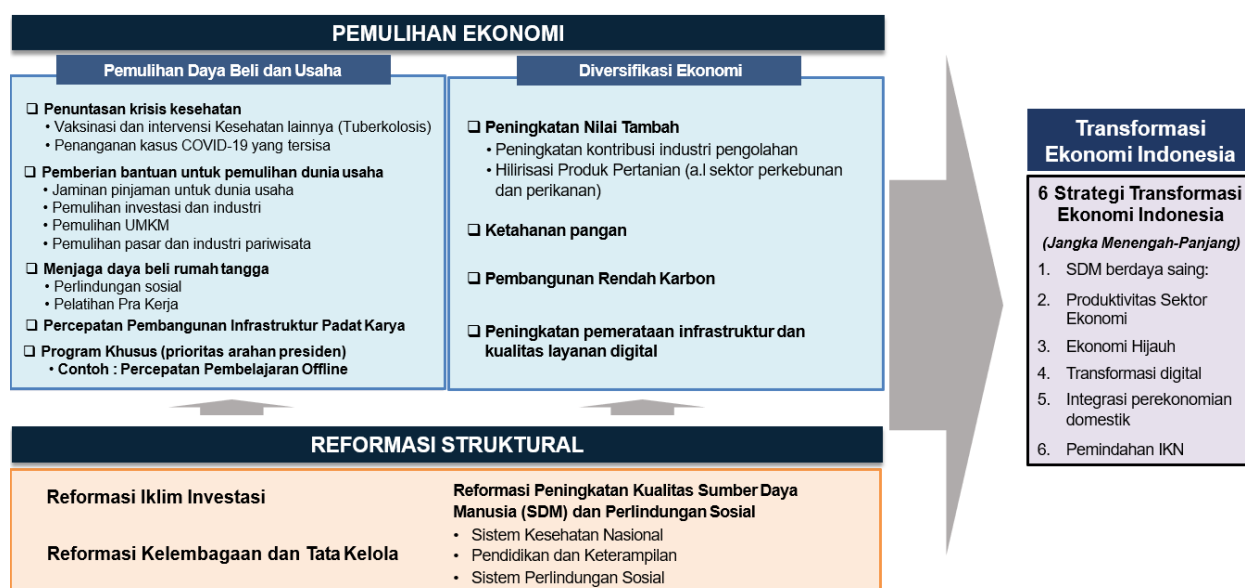 PEMULIHAN EKONOMI
Pemulihan Daya Beli dan Usaha
❑ Penuntasan krisis kesehatan
• Vaksinasi dan intervensi Kesehatan lainnya (Tuberkolosis)
• Penanganan kasus COVID-19 yang tersisa
❑ Pemberian bantuan untuk pemulihan dunia usaha
• Jaminan pinjaman untuk dunia usaha
• Pemulihan investasi dan industri
• Pemulihan UMKM
• Pemulihan pasar dan industri pariwisata
❑ Menjaga daya beli rumah tangga
• Perlindungan sosial
• Pelatihan Pra Kerja
❑ Percepatan Pembangunan Infrastruktur Padat Karya
❑ Program Khusus (prioritas arahan presiden)
• Contoh : Percepatan Pembelajaran Offline
Diversifikasi Ekonomi
❑ Peningkatan Nilai Tambah
• Peningkatan kontribusi industri pengolahan
• Hilirisasi Produk Pertanian (a.l sektor perkebunan
dan perikanan)
❑ Ketahanan pangan
❑ Pembangunan Rendah Karbon
❑ Peningkatan pemerataan infrastruktur dan
kualitas layanan digital
REFORMASI STRUKTURAL
Reformasi Iklim Investasi
Reformasi Kelembagaan dan Tata Kelola
Reformasi Peningkatan Kualitas Sumber Daya
Manusia (SDM) dan Perlindungan Sosial
• Sistem Kesehatan Nasional
• Pendidikan dan Keterampilan
• Sistem Perlindungan Sosial
Transformasi
Ekonomi Indonesia
6 Strategi Transformasi
Ekonomi Indonesia
(Jangka Menengah-Panjang)
1. SDM berdaya saing:
2. Produktivitas Sektor
Ekonomi
3. Ekonomi Hijauh
4. Transformasi digital
5. Integrasi perekonomian
domestik
6. Pemindahan IKN